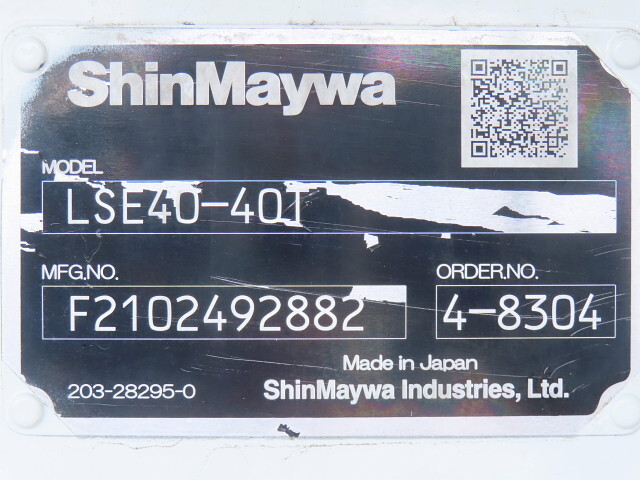 ShinMaywa
MODEL
LSE40-40T
MFG.NO.
ORDER.NO.
F2102492882
4-8304
Made in Japan
203-28295-0
ShinMaywa Industries, Ltd.